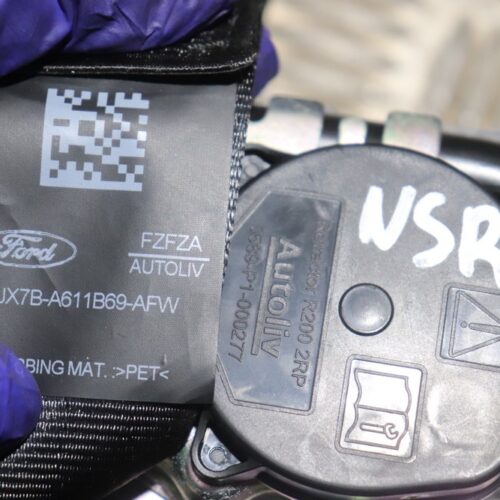 Ford
FZFZA
AUTOLIV
JX7B-A611B69-AFW
BING MAT. :>PET<
Autoliv
R200 2RP
NSR